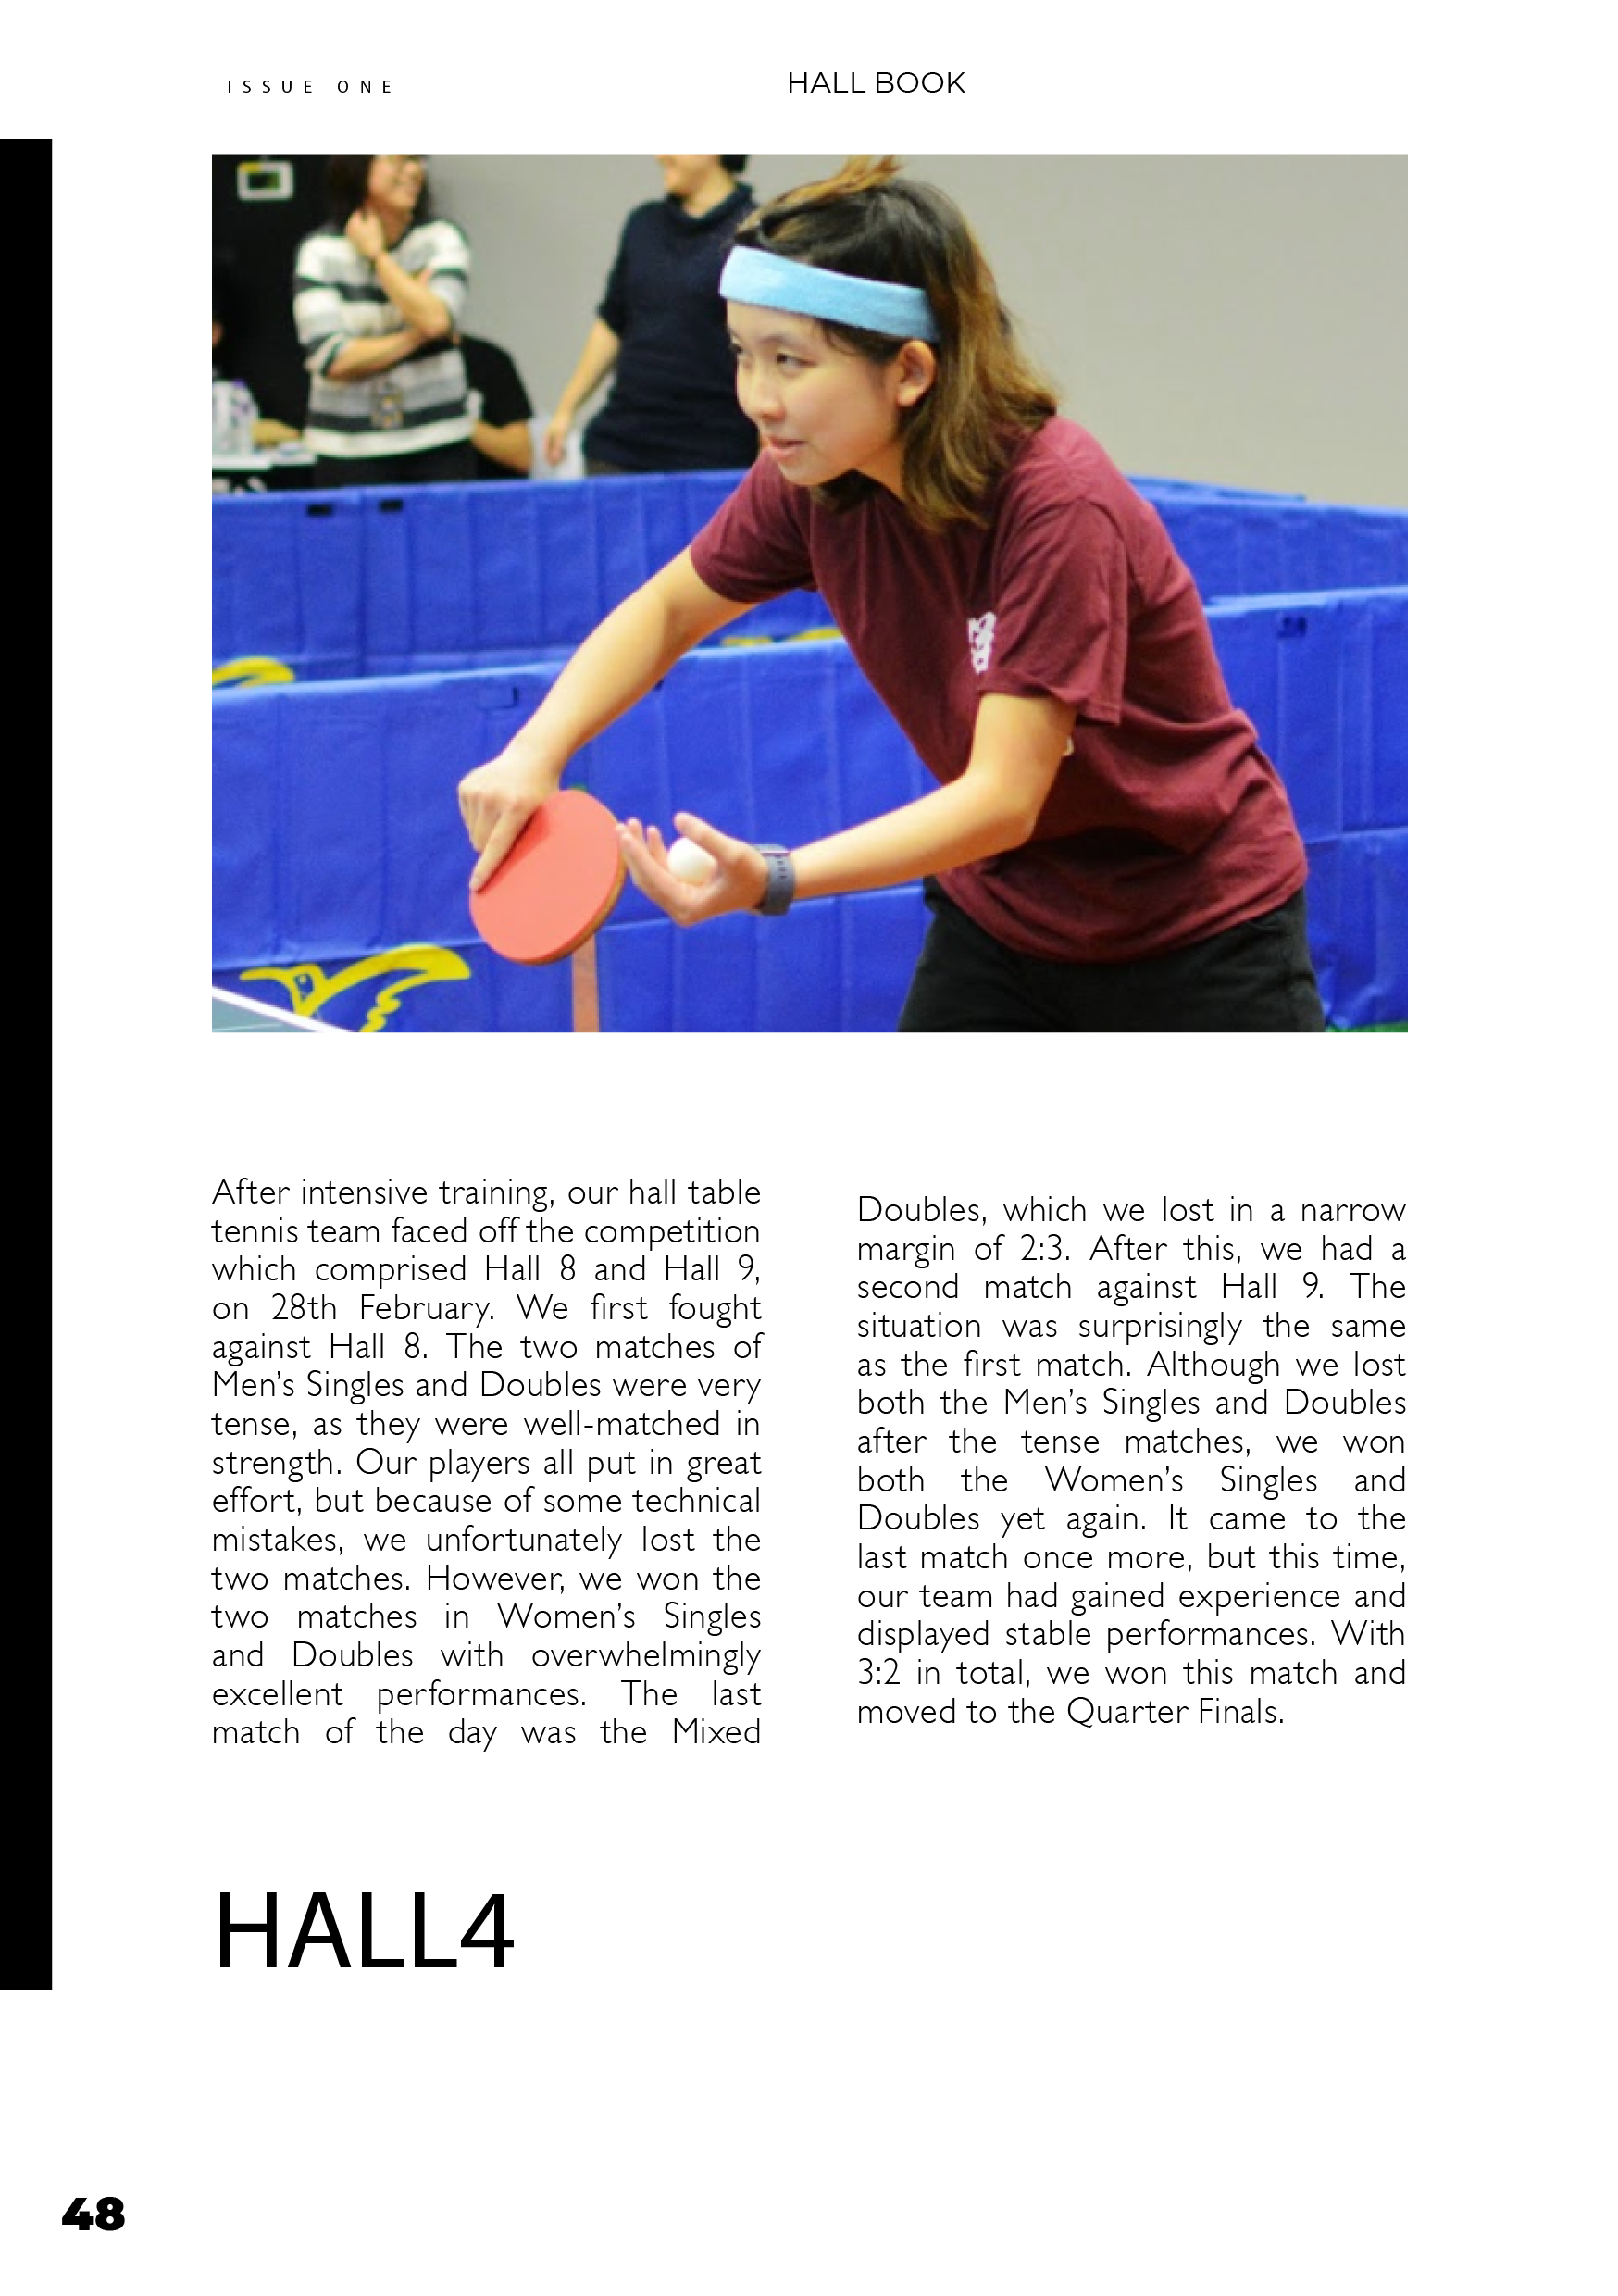 ISSUE ONE
HALL BOOK
After intensive training, our hall table
tennis team faced off the competition
which comprised Hall 8 and Hall 9,
on 28th February. We first fought
against Hall 8. The two matches of
Men’s Singles and Doubles were very
tense, as they were well-matched in
strength. Our players all put in great
effort, but because of some technical
mistakes, we unfortunately lost the
two matches. However, we won the
two matches in Women’s Singles
and Doubles with overwhelmingly
excellent performances. The last
match of the day was the Mixed
Doubles, which we lost in a narrow
margin of 2:3. After this, we had a
second match against Hall 9. The
situation was surprisingly the same
as the first match. Although we lost
both the Men’s Singles and Doubles
after the tense matches, we won
both the Women’s Singles and
Doubles yet again. It came to the
last match once more, but this time,
our team had gained experience and
displayed stable performances. With
3:2 in total, we won this match and
moved to the Quarter Finals.
HALL4
48